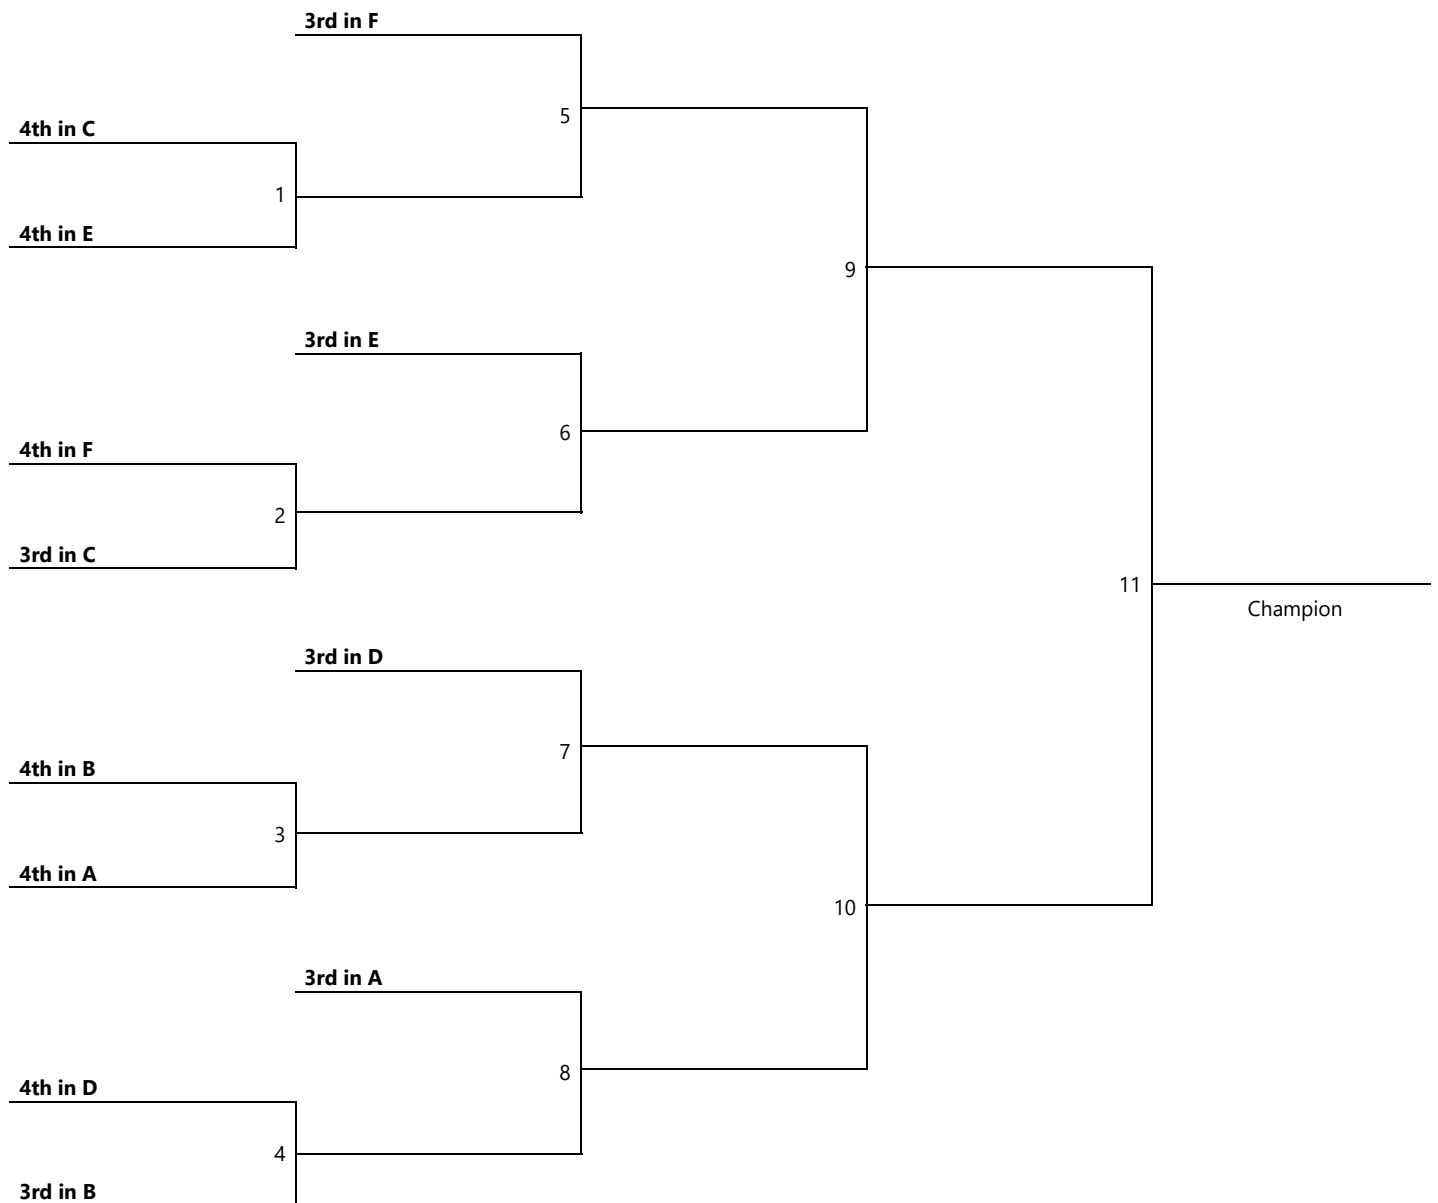 3rd in F
5
4th in C
1
4th in E
9
3rd in E
6
4th in F
2
3rd in C
11
Champion
3rd in D
7
4th in B
3
4th in A
10
3rd in A
8
4th in D
4
3rd in B